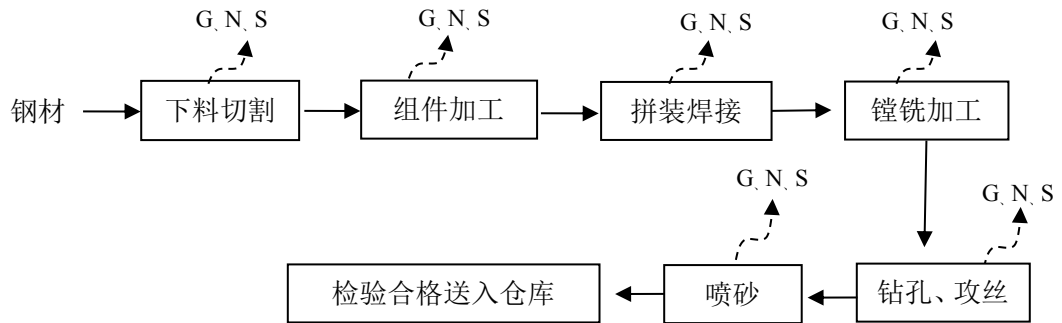 G、N、S
G、N、S
G、N、S
G、N、S
钢材
下料切割
组件加工
拼装焊接
镗铣加工
G、N、S
G、N、S
检验合格送入仓库
喷砂
钻孔、攻丝